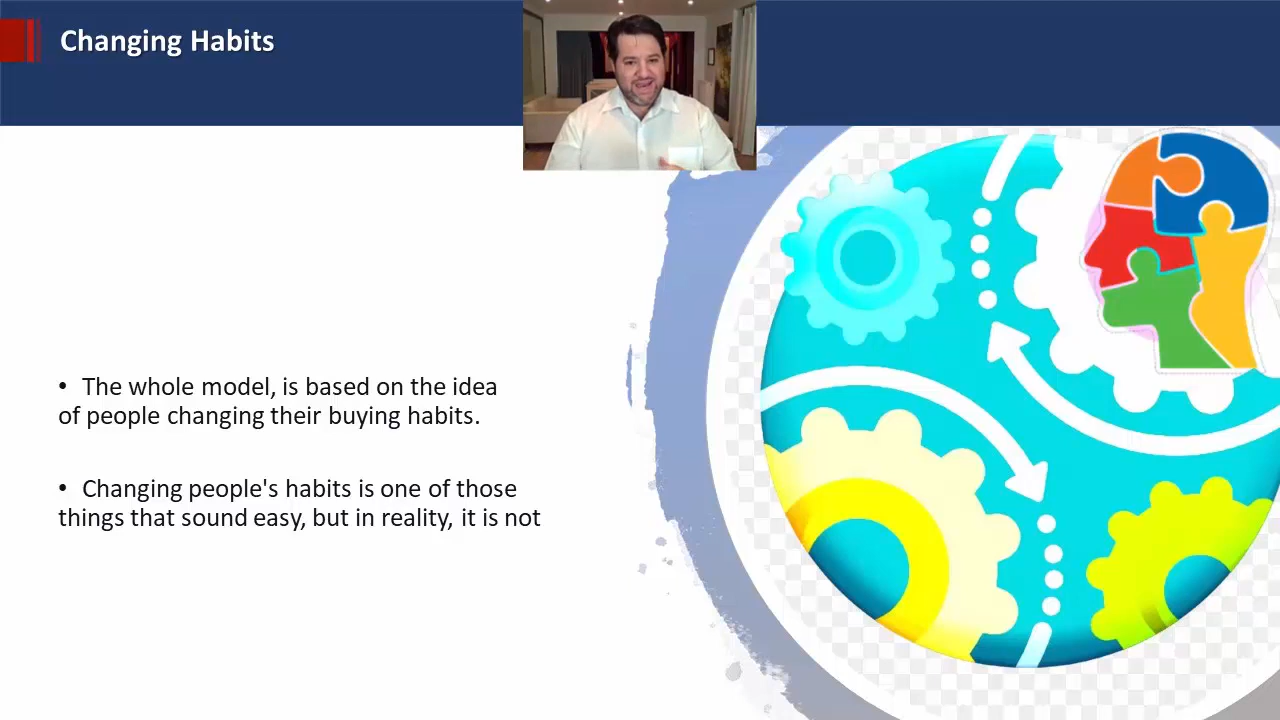 Changing Habits
• The whole model, is based on the idea
of people changing their buying habits.
• Changing people's habits is one of those
things that sound easy, but in reality, it is not